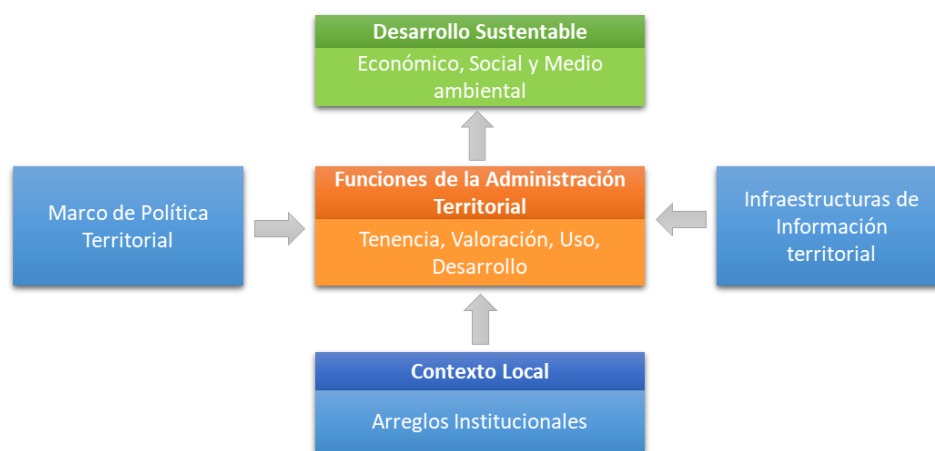 Desarrollo Sustentable
Económico, Social y Medio
ambiental
Marco de Política
Territorial
Funciones de la Administración
Territorial
Tenencia, Valoración, Uso,
Desarrollo
Infraestructuras de
Información
territorial
Contexto Local
Arreglos Institucionales